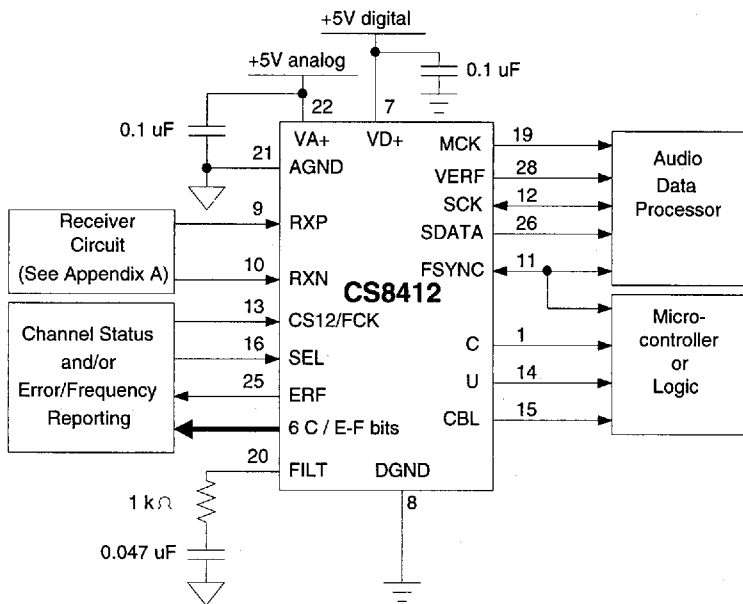 +5V digital
+5V analog
0.1 uF
0.1 uF
22
7
VA+
VD+
21
AGND
MCK
19
VERF
28
SCK
12
SDATA
26
FSYNC
11
Audio
Data
Processor
Receiver
Circuit
(See Appendix A)
9
RXP
10
RXN
CS8412
Channel Status
and/or
Error/Frequency
Reporting
13
CS12/FCK
16
SEL
25
ERF
6 C / E-F bits
C
1
U
14
CBL
15
Micro-
controller
or
Logic
20
FILT
DGND
8
1 kΩ
0.047 uF